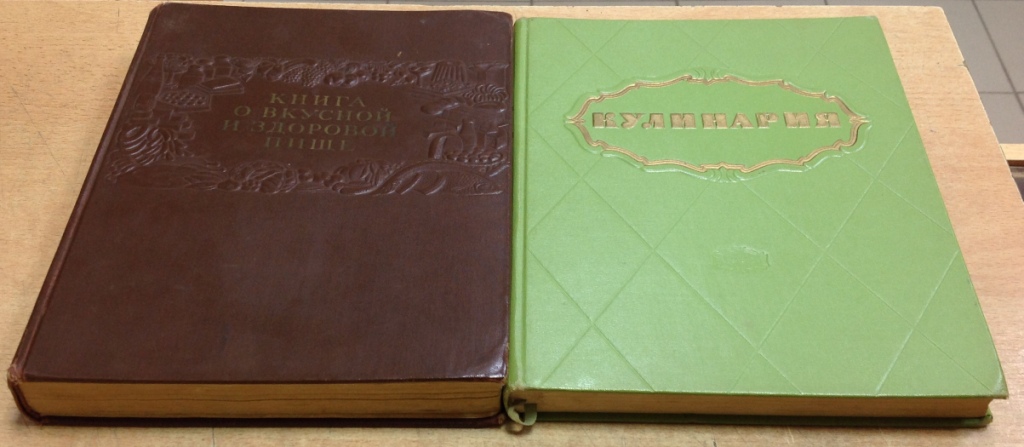 КНИГА
О ВКУСНОЙ
И ЗДОРОВОЙ
ПИЩЕ
КУЛИНАРИЯ